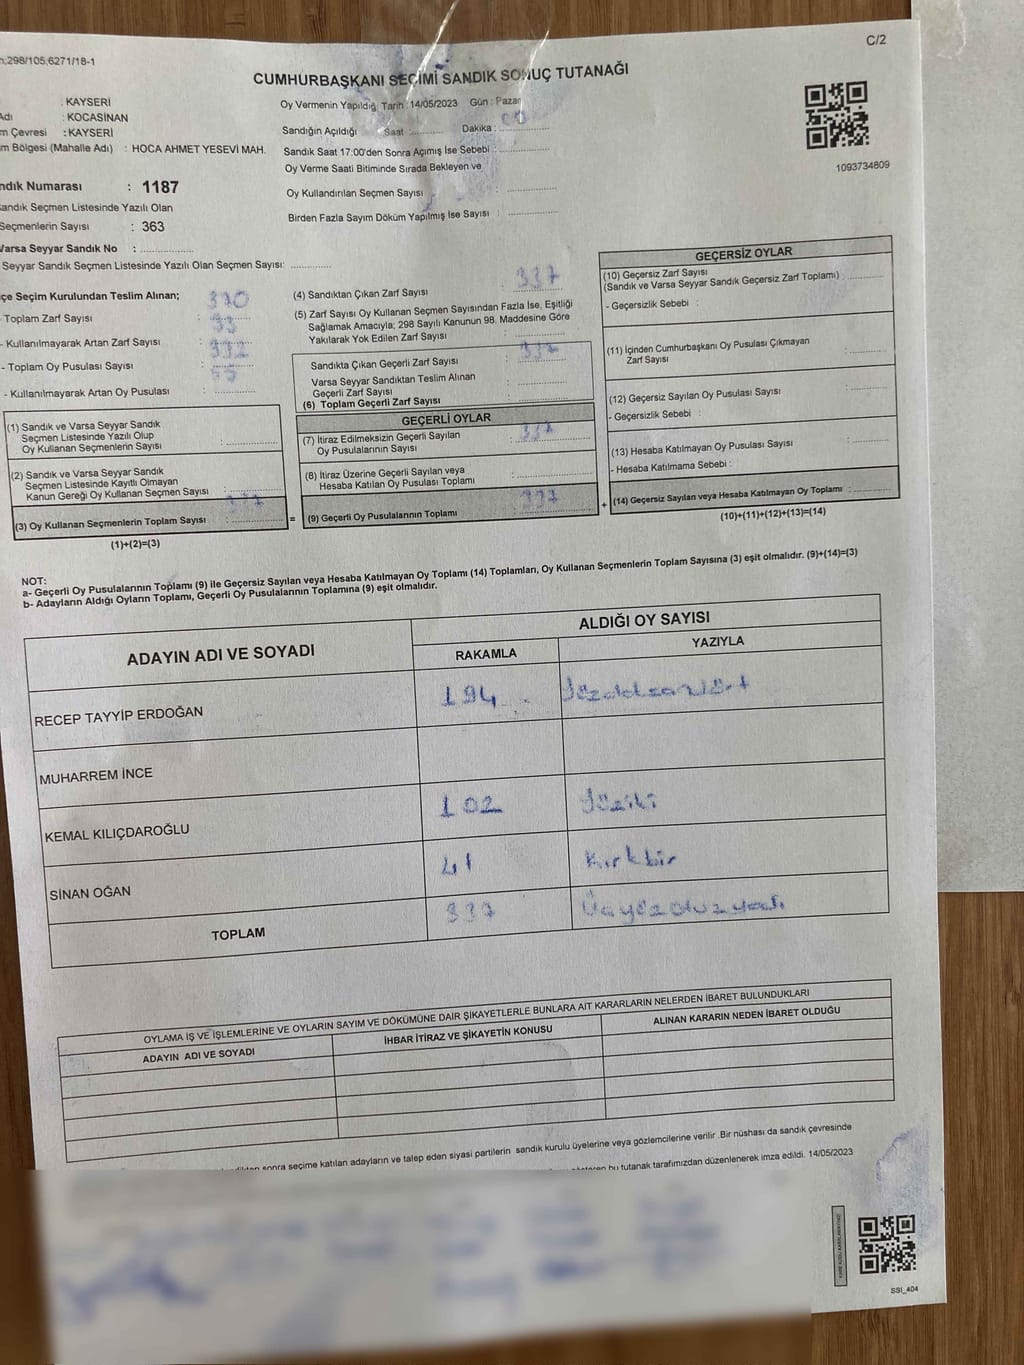 C/2
298/105;6271/18-1
CUMHURBAŞKANI SEÇİMİ SANDIK SONUÇ TUTANAĞI
: KAYSERİ
Adı : KOCASİNAN
m Çevresi : KAYSERİ
m Bölgesi (Mahalle Adı) : HOCA AHMET YESEVİ MAH.
ndık Numarası : 1187
andık Seçmen Listesinde Yazılı Olan
Seçmenlerin Sayısı : 363
Varsa Seyyar Sandık No :
Seyyar Sandık Seçmen Listesinde Yazılı Olan Seçmen Sayısı:
Oy Vermenin Yapıldığı Tarih : 14/05/2023 Gün : Pazar
Sandığın Açıldığı Saat : Dakika :
Sandık Saat 17:00'den Sonra Açımış İse Sebebi :
Oy Verme Saati Bitiminde Sırada Bekleyen ve
Oy Kullandırılan Seçmen Sayısı :
Birden Fazla Sayım Döküm Yapılmış İse Sayısı :
1093734809
çe Seçim Kurulundan Teslim Alınan;
- Toplam Zarf Sayısı : 370
- Kullanılmayarak Artan Zarf Sayısı : 33
- Toplam Oy Pusulası Sayısı : 392
- Kullanılmayarak Artan Oy Pusulası : 55
(1) Sandık ve Varsa Seyyar Sandık
Seçmen Listesinde Yazılı Olup
Oy Kullanan Seçmenlerin Sayısı :
(2) Sandık ve Varsa Seyyar Sandık
Seçmen Listesinde Kayıtlı Olmayan
Kanun Gereği Oy Kullanan Seçmen Sayısı :
(3) Oy Kullanan Seçmenlerin Toplam Sayısı : 337
(1)+(2)=(3)
=
(4) Sandıktan Çıkan Zarf Sayısı : 337
(5) Zarf Sayısı Oy Kullanan Seçmen Sayısından Fazla İse, Eşitliği
Sağlamak Amacıyla; 298 Sayılı Kanunun 98. Maddesine Göre
Yakılarak Yok Edilen Zarf Sayısı :
Sandıkta Çıkan Geçerli Zarf Sayısı : 337
Varsa Seyyar Sandıktan Teslim Alınan
Geçerli Zarf Sayısı :
(6) Toplam Geçerli Zarf Sayısı :
GEÇERLİ OYLAR
(7) İtiraz Edilmeksizin Geçerli Sayılan
Oy Pusulalarının Sayısı : 337
(8) İtiraz Üzerine Geçerli Sayılan veya
Hesaba Katılan Oy Pusulası Toplamı :
(9) Geçerli Oy Pusulalarının Toplamı : 337
+
GEÇERSİZ OYLAR
(10) Geçersiz Zarf Sayısı
(Sandık ve Varsa Seyyar Sandık Geçersiz Zarf Toplamı) :
- Geçersizlik Sebebi :
(11) İçinden Cumhurbaşkanı Oy Pusulası Çıkmayan
Zarf Sayısı :
(12) Geçersiz Sayılan Oy Pusulası Sayısı :
- Geçersizlik Sebebi :
(13) Hesaba Katılmayan Oy Pusulası Sayısı :
- Hesaba Katılmama Sebebi :
(14) Geçersiz Sayılan veya Hesaba Katılmayan Oy Toplamı :
(10)+(11)+(12)+(13)=(14)
NOT:
a- Geçerli Oy Pusulalarının Toplamı (9) ile Geçersiz Sayılan veya Hesaba Katılmayan Oy Toplamı (14) Toplamları, Oy Kullanan Seçmenlerin Toplam Sayısına (3) eşit olmalıdır. (9)+(14)=(3)
b- Adayların Aldığı Oyların Toplamı, Geçerli Oy Pusulalarının Toplamına (9) eşit olmalıdır.
ADAYIN ADI VE SOYADI
ALDIĞI OY SAYISI
RAKAMLA YAZIYLA
RECEP TAYYİP ERDOĞAN 194 Yüzdoksandört
MUHARREM İNCE
KEMAL KILIÇDAROĞLU 102 Yüziki
SİNAN OĞAN 41 Kırkbir
TOPLAM 337 Üçyüzotuzyedi
OYLAMA İŞ VE İŞLEMLERİNE VE OYLARIN SAYIM VE DÖKÜMÜNE DAİR ŞİKAYETLERLE BUNLARA AİT KARARLARIN NELERDEN İBARET BULUNDUKLARI
ADAYIN ADI VE SOYADI İHBAR İTİRAZ VE ŞİKAYETİN KONUSU ALINAN KARARIN NEDEN İBARET OLDUĞU
sonra seçime katılan adayların ve talep eden siyasi partilerin sandık kurulu üyelerine veya gözlemcilerine verilir. Bir nüshası da sandık çevresinde
bu tutanak tarafımızdan düzenlenerek imza edildi. 14/05/2023
SSI_404